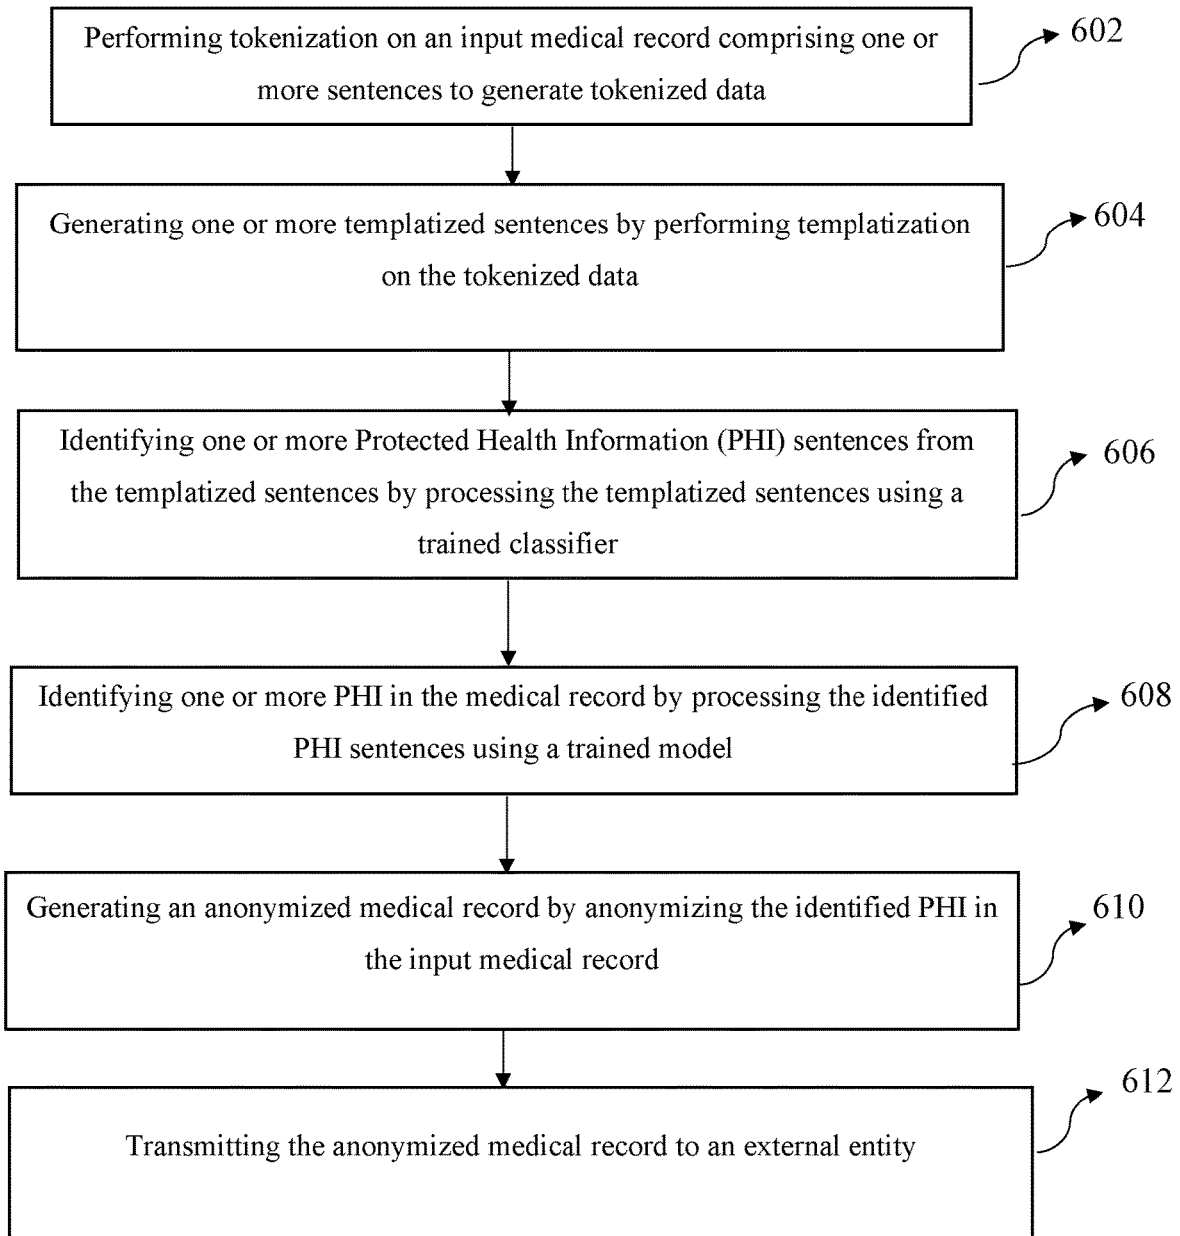 Performing tokenization on an input medical record comprising one or
more sentences to generate tokenized data
602
Generating one or more templatized sentences by performing templatization
on the tokenized data
604
Identifying one or more Protected Health Information (PHI) sentences from
the templatized sentences by processing the templatized sentences using a
trained classifier
606
Identifying one or more PHI in the medical record by processing the identified
PHI sentences using a trained model
608
Generating an anonymized medical record by anonymizing the identified PHI in
the input medical record
610
Transmitting the anonymized medical record to an external entity
612